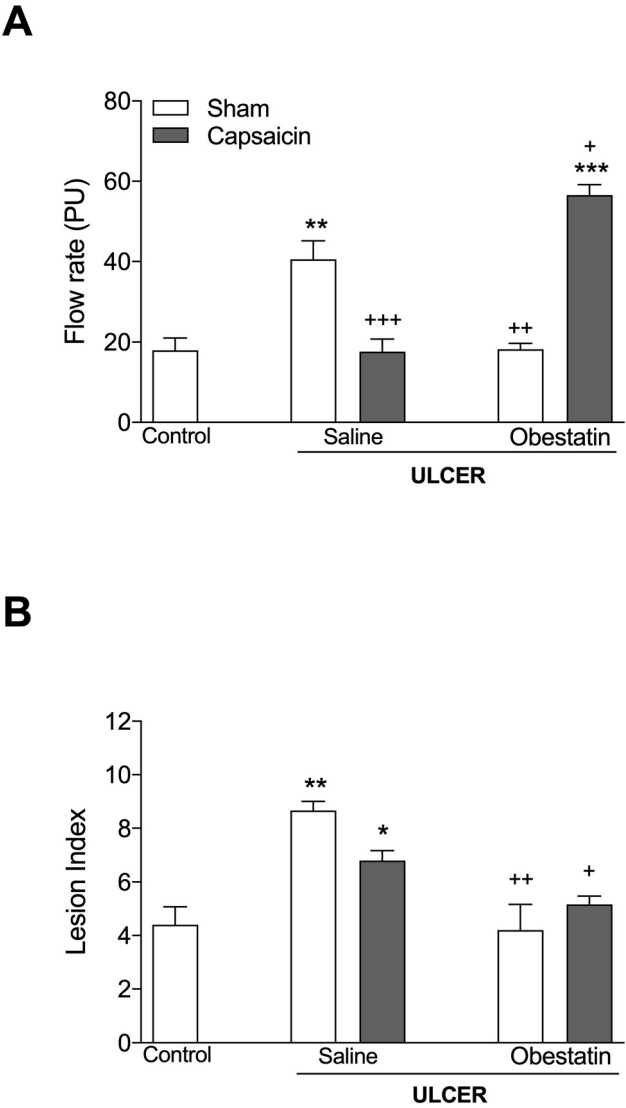 A
80
60
40
20
0
Flow rate (PU)
Sham
Capsaicin
**
+++
++
+
***
Control
Saline
Obestatin
ULCER
B
12
10
8
6
4
2
0
Lesion Index
**
*
++
+
Control
Saline
Obestatin
ULCER